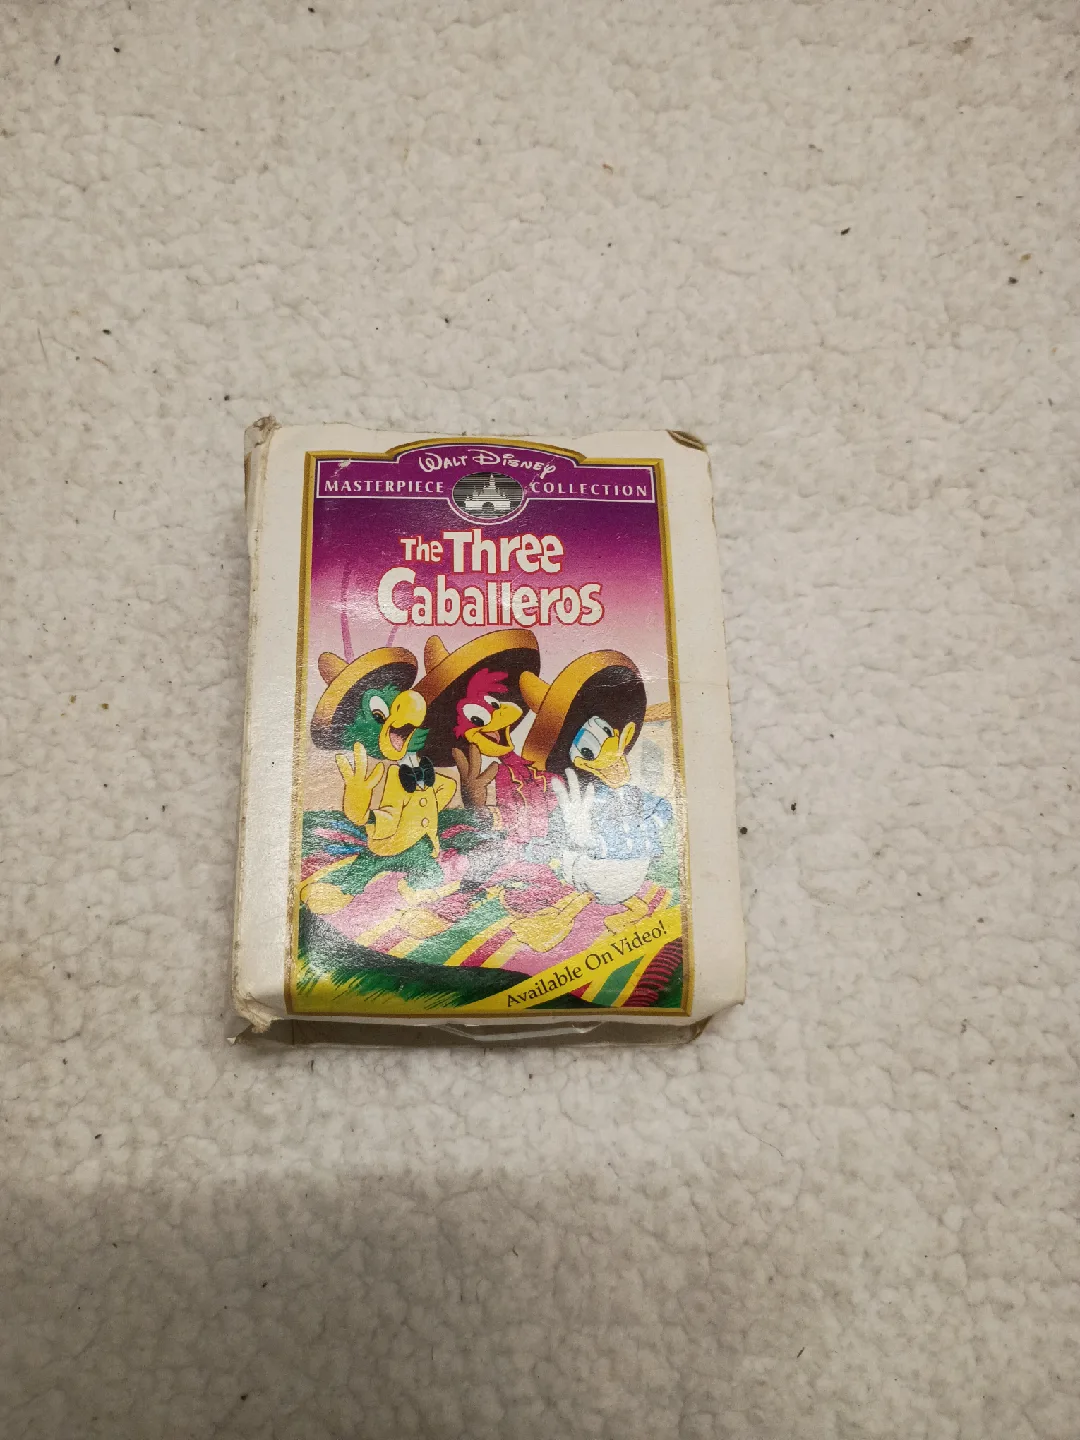 Walt Disney
MASTERPIECE COLLECTION
The Three
Caballeros
Available On Video!